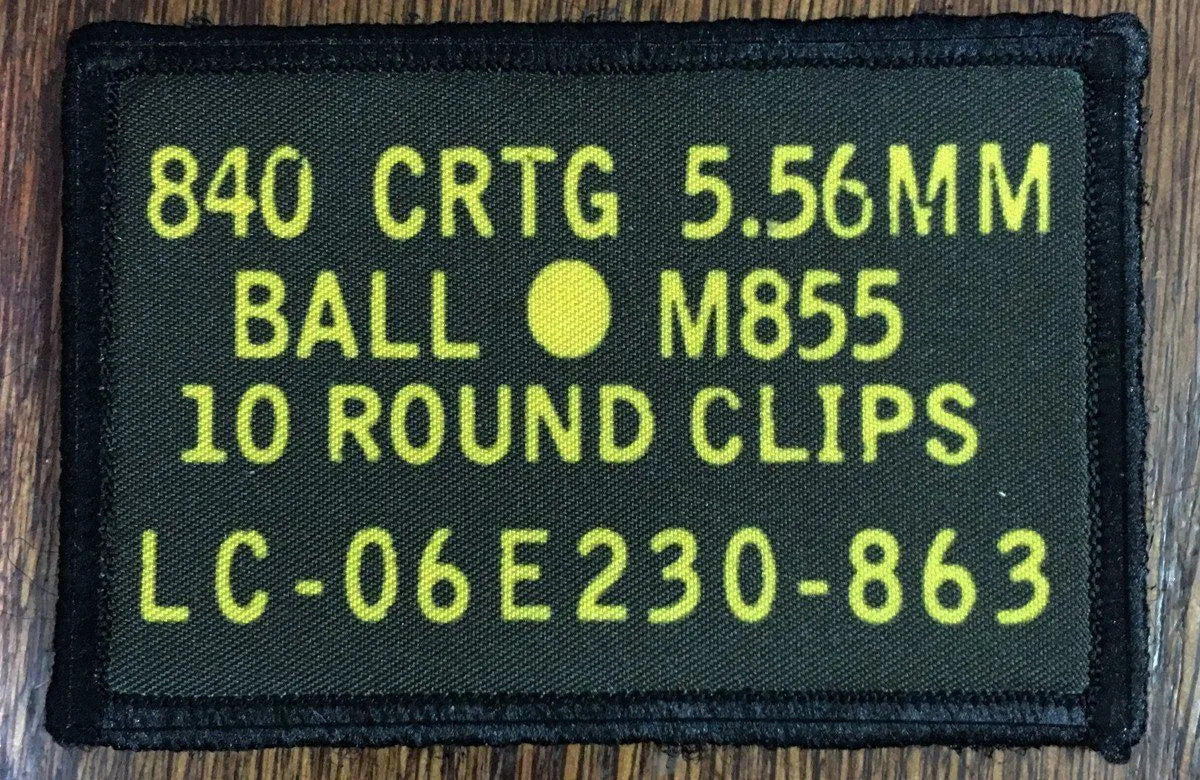 840 CRTG 5.56MM
BALL ● M855
10 ROUND CLIPS
LC-06E230-863